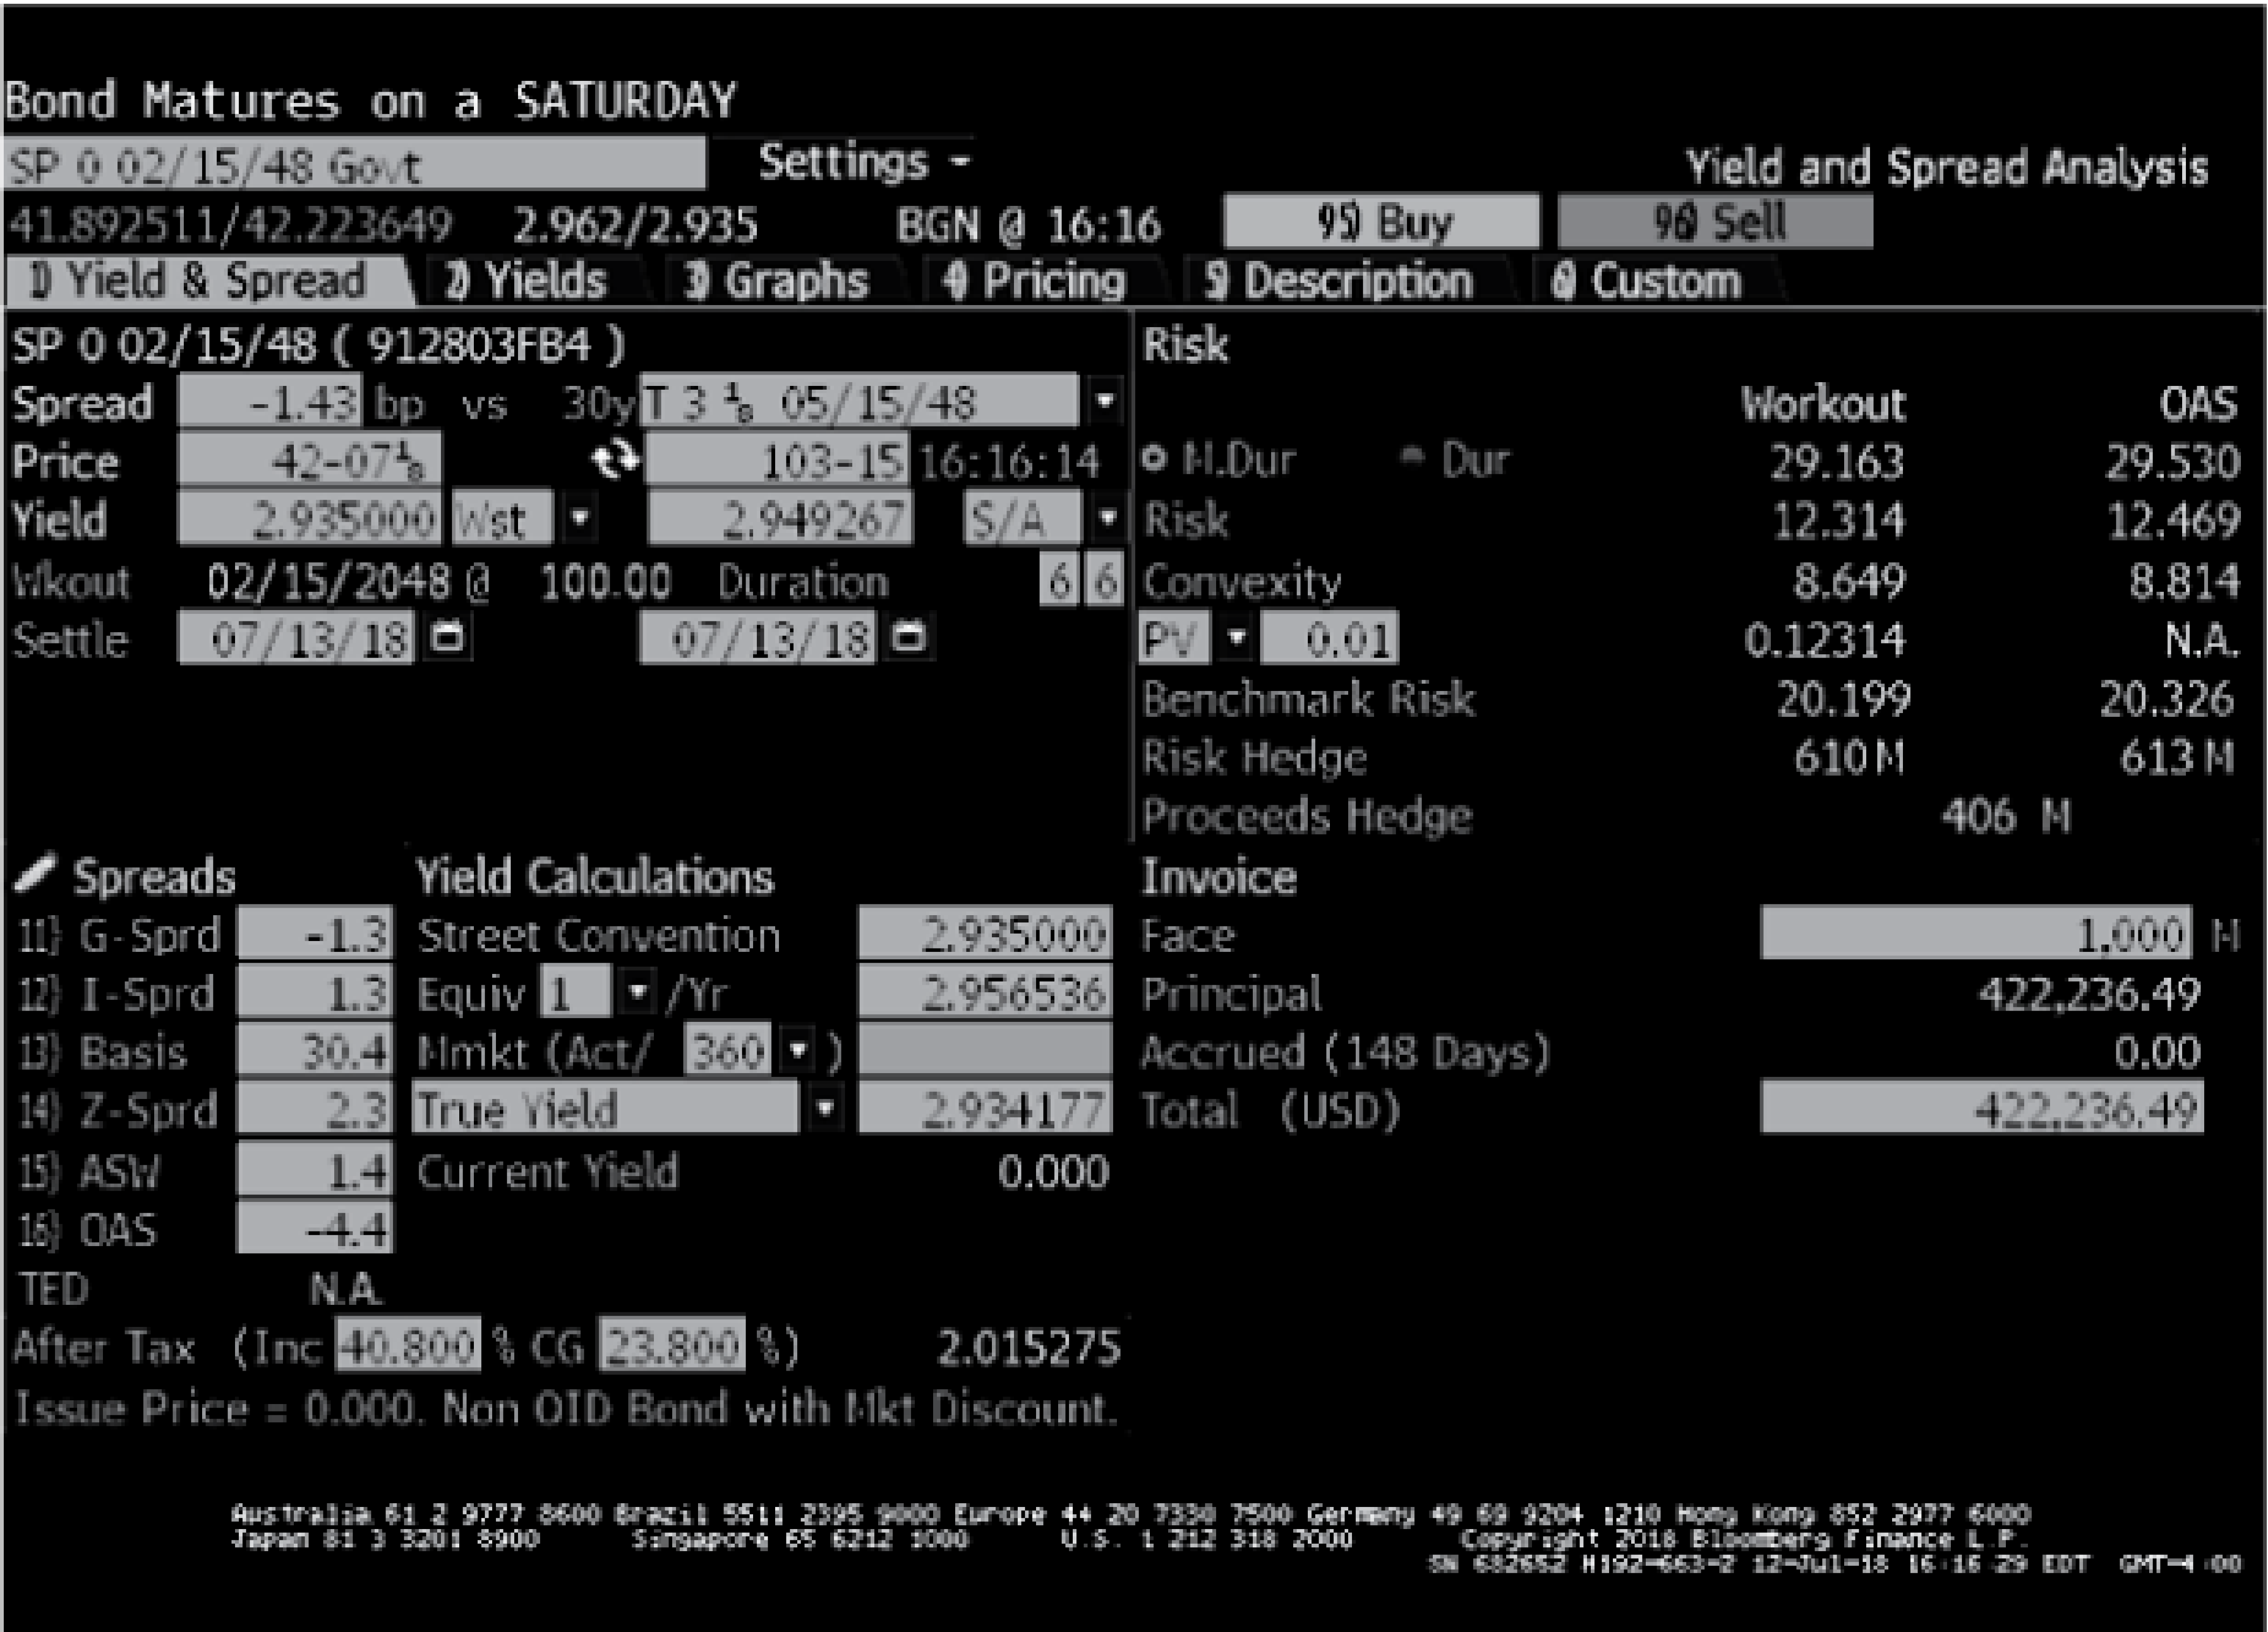 Bond Matures on a SATURDAY
SP 0 02/15/48 Govt Settings Yield and Spread Analysis
41.892511/42.223649 2.962/2.935 BGN @ 16:16 95) Buy 96) Sell
1) Yield & Spread 2) Yields 3) Graphs 4) Pricing 5) Description 6) Custom
SP 0 02/15/48 ( 912803FB4 ) Risk
Spread -1.43 bp vs 30y T 3 ⅛ 05/15/48 Workout OAS
Price 42-07⅛ 103-15 16:16:14 M.Dur Dur 29.163 29.530
Yield 2.935000 Wst 2.949267 S/A Risk 12.314 12.469
Wkout 02/15/2048 @ 100.00 Duration 6 6 Convexity 8.649 8.814
Settle 07/13/18 07/13/18 PV 0.01 0.12314 N.A.
Benchmark Risk 20.199 20.326
Risk Hedge 610 M 613 M
Proceeds Hedge 406 M
Spreads Yield Calculations Invoice
11) G-Sprd -1.3 Street Convention 2.935000 Face 1,000 M
12) I-Sprd 1.3 Equiv 1 /Yr 2.956536 Principal 422,236.49
13) Basis 30.4 Mmkt (Act/ 360 ) Accrued (148 Days) 0.00
14) Z-Sprd 2.3 True Yield 2.934177 Total (USD) 422,236.49
15) ASW 1.4 Current Yield 0.000
16) OAS -4.4
TED N.A.
After Tax (Inc 40.800 % CG 23.800 %) 2.015275
Issue Price = 0.000. Non OID Bond with Mkt Discount.
Australia 61 2 9777 8600 Brazil 5511 2395 9000 Europe 44 20 7330 7500 Germany 49 69 9204 1210 Hong Kong 852 2977 6000
Japan 81 3 3201 8900 Singapore 65 6212 1000 U.S. 1 212 318 2000 Copyright 2018 Bloomberg Finance L.P.
SN 682652 H192-663-2 12-Jul-18 16:16:29 EDT GMT-4:00